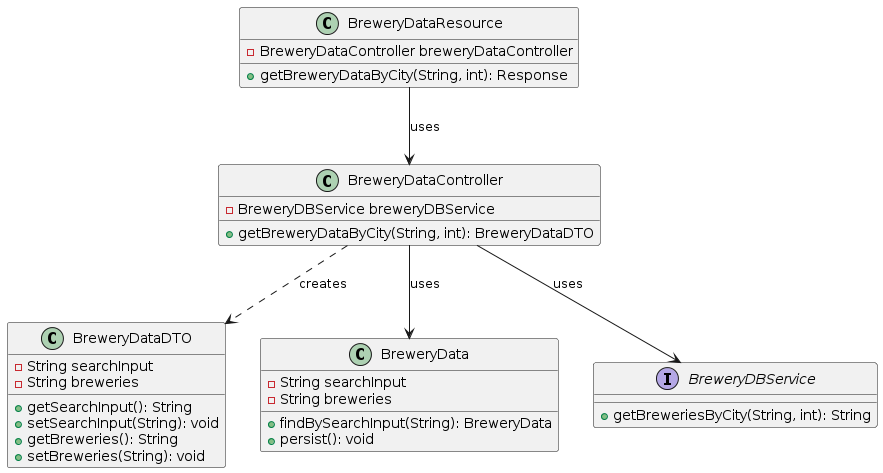 C BreweryDataResource
BreweryDataController breweryDataController
getBreweryDataByCity(String, int): Response
uses
C BreweryDataController
BreweryDBService breweryDBService
getBreweryDataByCity(String, int): BreweryDataDTO
creates
uses
uses
C BreweryDataDTO
String searchInput
String breweries
getSearchInput(): String
setSearchInput(String): void
getBreweries(): String
setBreweries(String): void
C BreweryData
String searchInput
String breweries
findBySearchInput(String): BreweryData
persist(): void
I BreweryDBService
getBreweriesByCity(String, int): String